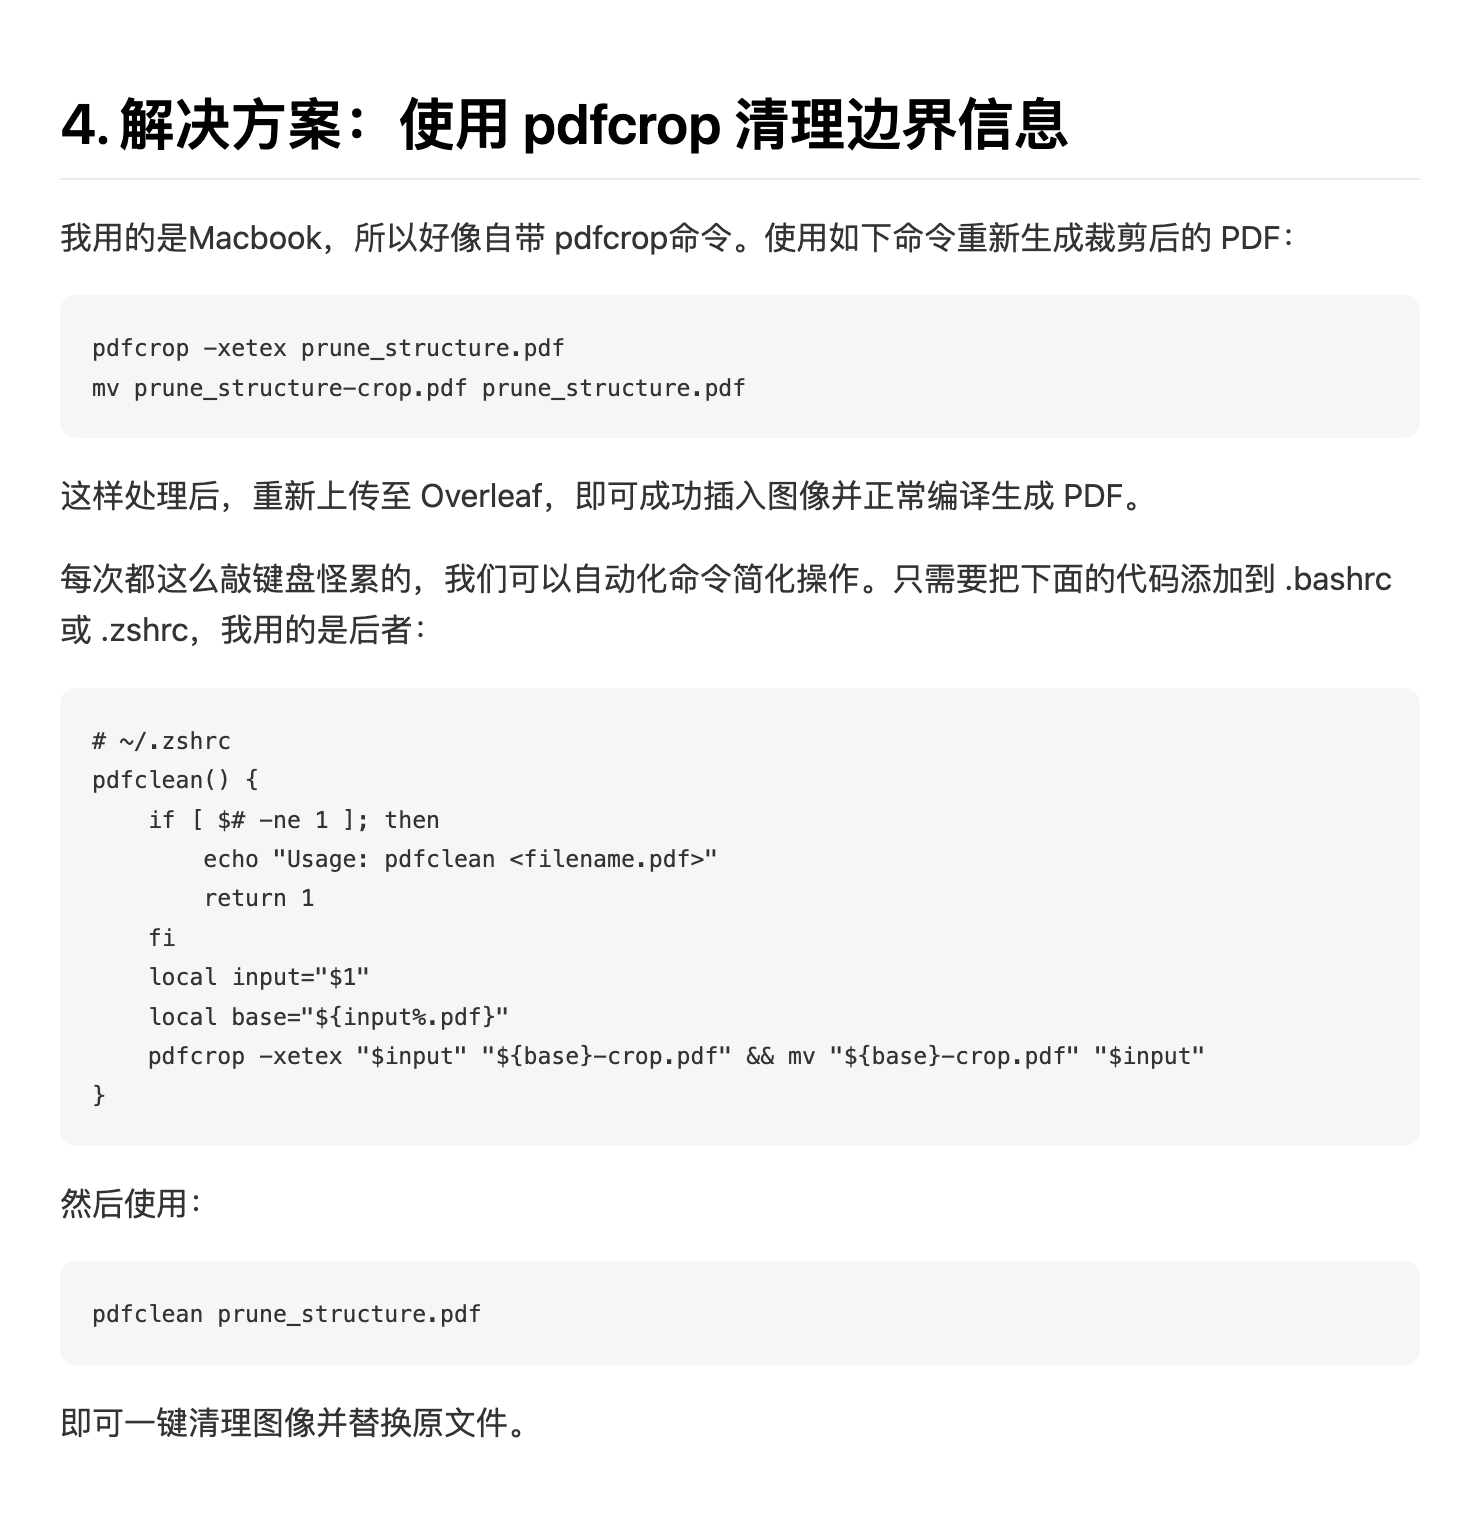 4. 解决方案：使用 pdfcrop 清理边界信息
我用的是Macbook，所以好像自带 pdfcrop命令。使用如下命令重新生成裁剪后的 PDF：
pdfcrop -xetex prune_structure.pdf
mv prune_structure-crop.pdf prune_structure.pdf
这样处理后，重新上传至 Overleaf，即可成功插入图像并正常编译生成 PDF。
每次都这么敲键盘怪累的，我们可以自动化命令简化操作。只需要把下面的代码添加到 .bashrc
或 .zshrc，我用的是后者：
# ~/.zshrc
pdfclean() {
    if [ $# -ne 1 ]; then
        echo "Usage: pdfclean <filename.pdf>"
        return 1
    fi
    local input="$1"
    local base="${input%.pdf}"
    pdfcrop -xetex "$input" "${base}-crop.pdf" && mv "${base}-crop.pdf" "$input"
}
然后使用：
pdfclean prune_structure.pdf
即可一键清理图像并替换原文件。